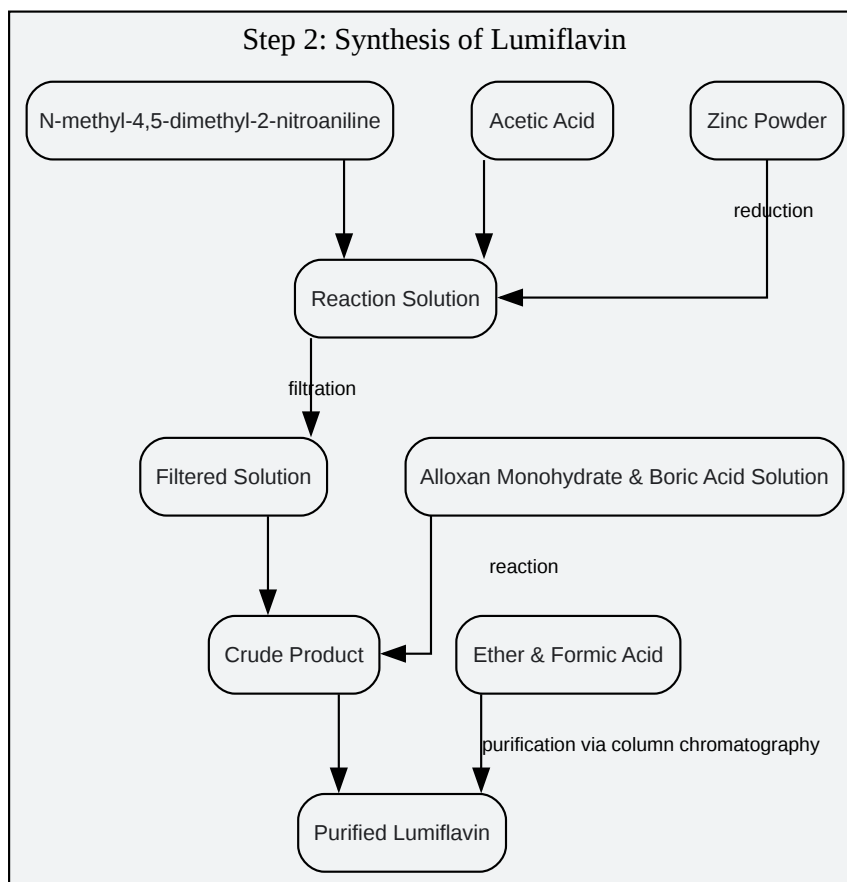 Step 2: Synthesis of Lumiflavin
N-methyl-4,5-dimethyl-2-nitroaniline
Acetic Acid
Zinc Powder
reduction
Reaction Solution
filtration
Filtered Solution
Alloxan Monohydrate & Boric Acid Solution
reaction
Crude Product
Ether & Formic Acid
purification via column chromatography
Purified Lumiflavin